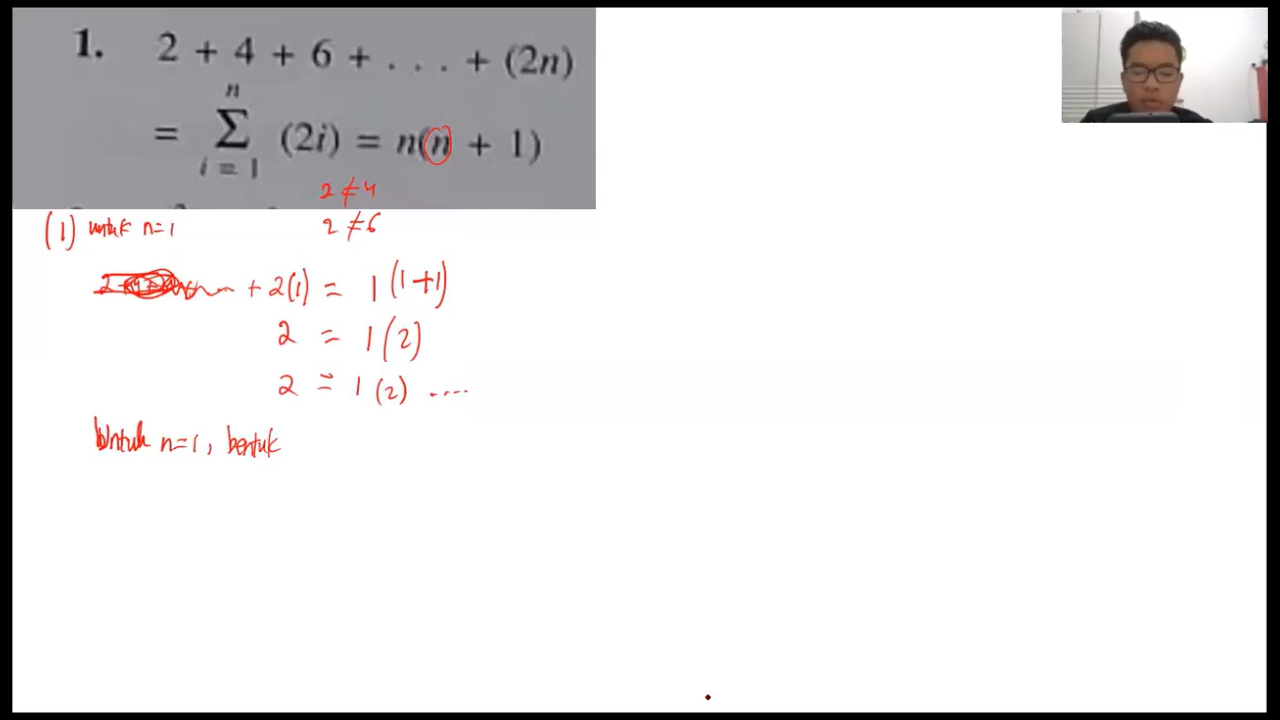 1. 2 + 4 + 6 + . . . + (2n)
n
= Σ (2i) = n(n + 1)
i = 1
2 ≠ 4
(1) untuk n=1
2 ≠ 6
+ 2(1) = 1 (1+1)
2 = 1(2)
2 = 1 (2) ....
Untuk n=1, bentuk